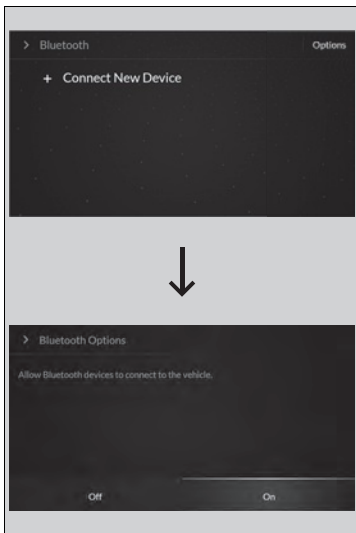 > Bluetooth Options
+ Connect New Device
> Bluetooth Options
Allow Bluetooth devices to connect to the vehicle.
Off On